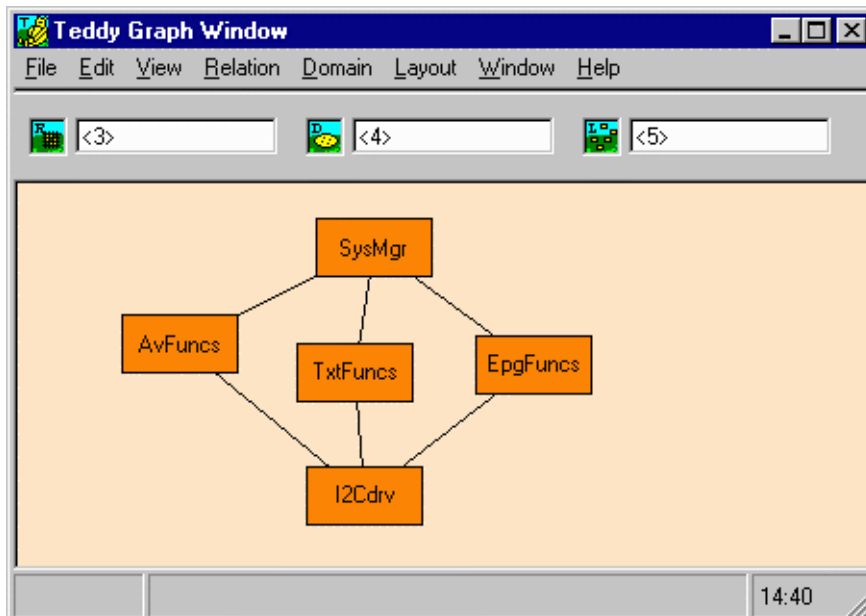 Teddy Graph Window
File Edit View Relation Domain Layout Window Help
R <3> D <4> L <5>
SysMgr
AvFuncs
TxtFuncs
EpgFuncs
I2Cdrv
14:40